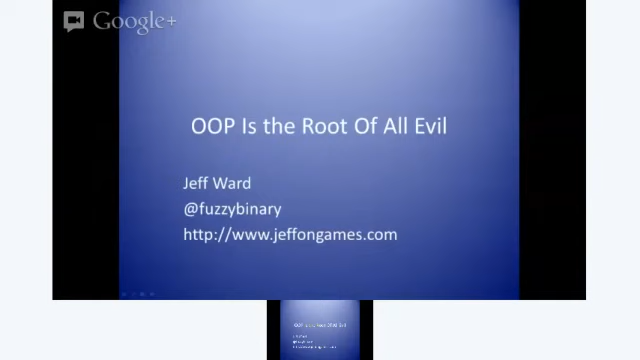 Google+
OOP Is the Root Of All Evil
Jeff Ward
@fuzzybinary
http://www.jeffongames.com